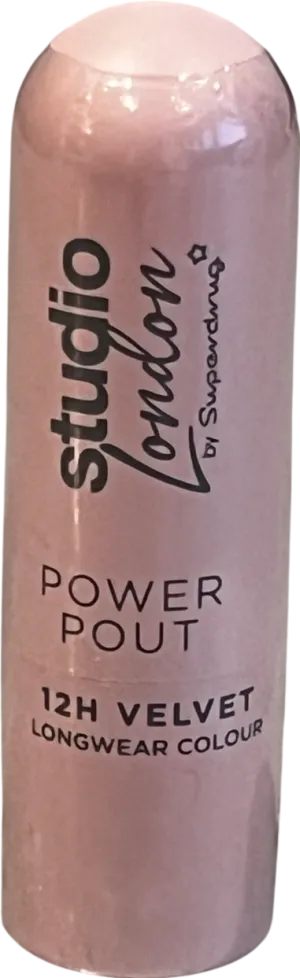 studio
London
by Superdrug
POWER
POUT
12H VELVET
LONGWEAR COLOUR